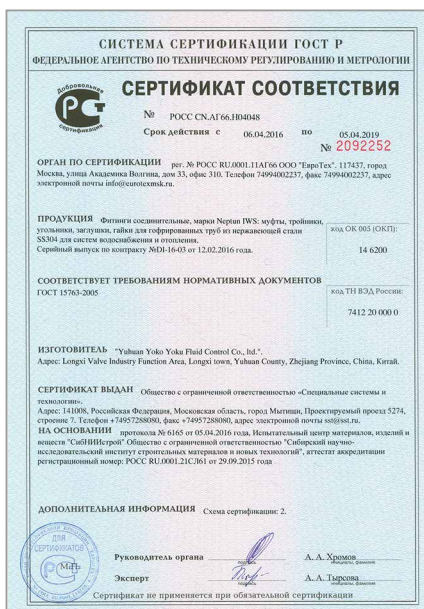 СИСТЕМА СЕРТИФИКАЦИИ ГОСТ Р
ФЕДЕРАЛЬНОЕ АГЕНТСТВО ПО ТЕХНИЧЕСКОМУ РЕГУЛИРОВАНИЮ И МЕТРОЛОГИИ
Добровольная
сертификация
СЕРТИФИКАТ СООТВЕТСТВИЯ
№ РОСС CN.АГ66.Н04048
Срок действия с 06.04.2016 по 05.04.2019
№ 2092252
ОРГАН ПО СЕРТИФИКАЦИИ рег. № РОСС RU.0001.11АГ66 ООО "ЕвроТех". 117437, город
Москва, улица Академика Волгина, дом 33, офис 310. Телефон 74994002237, факс 74994002237, адрес
электронной почты info@eurotexmsk.ru.
ПРОДУКЦИЯ Фитинги соединительные, марки Neptun IWS: муфты, тройники,
угольники, заглушки, гайки для гофрированных труб из нержавеющей стали
SS304 для систем водоснабжения и отопления.
Серийный выпуск по контракту №DI-16-03 от 12.02.2016 года.
код ОК 005 (ОКП):
14 6200
СООТВЕТСТВУЕТ ТРЕБОВАНИЯМ НОРМАТИВНЫХ ДОКУМЕНТОВ
ГОСТ 15763-2005
код ТН ВЭД России:
7412 20 000 0
ИЗГОТОВИТЕЛЬ "Yuhuan Yoko Yoku Fluid Control Co., ltd.".
Адрес: Longxi Valve Industry Function Area, Longxi town, Yuhuan County, Zhejiang Province, China, Китай.
СЕРТИФИКАТ ВЫДАН Общество с ограниченной ответственностью «Специальные системы и
технологии».
Адрес: 141008, Российская Федерация, Московская область, город Мытищи, Проектируемый проезд 5274,
строение 7. Телефон +74957288080, факс +74957288080, адрес электронной почты sst@sst.ru.
НА ОСНОВАНИИ протокола № 6165 от 05.04.2016 года, Испытательный центр материалов, изделий и
веществ "СибНИИстрой" Общество с ограниченной ответственностью "Сибирский научно-
исследовательский институт строительных материалов и новых технологий", аттестат аккредитации
регистрационный номер: РОСС RU.0001.21СЛ61 от 29.09.2015 года
ДОПОЛНИТЕЛЬНАЯ ИНФОРМАЦИЯ Схема сертификации: 2.
ДЛЯ
СЕРТИФИКАТОВ
Руководитель органа
подпись
А. А. Хромов
инициалы, фамилия
Эксперт
подпись
А. А. Тырсова
инициалы, фамилия
Сертификат не применяется при обязательной сертификации